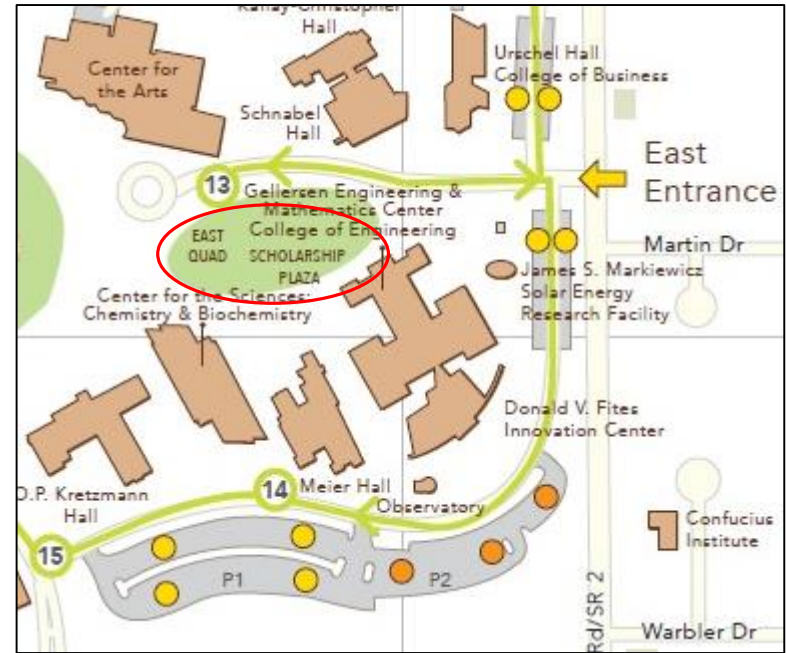 Hall
Center for
the Arts
Urschel Hall
College of Business
Schnabel
Hall
East
Entrance
13
Gellersen Engineering &
Mathematics Center
College of Engineering
EAST
QUAD
SCHOLARSHIP
PLAZA
Martin Dr
James S. Markiewicz
Solar Energy
Research Facility
Center for the Sciences:
Chemistry & Biochemistry
Donald V. Fites
Innovation Center
14
Meier Hall
Observatory
O.P. Kretzmann
Hall
15
P1
P2
Confucius
Institute
Rd/SR 2
Warbler Dr